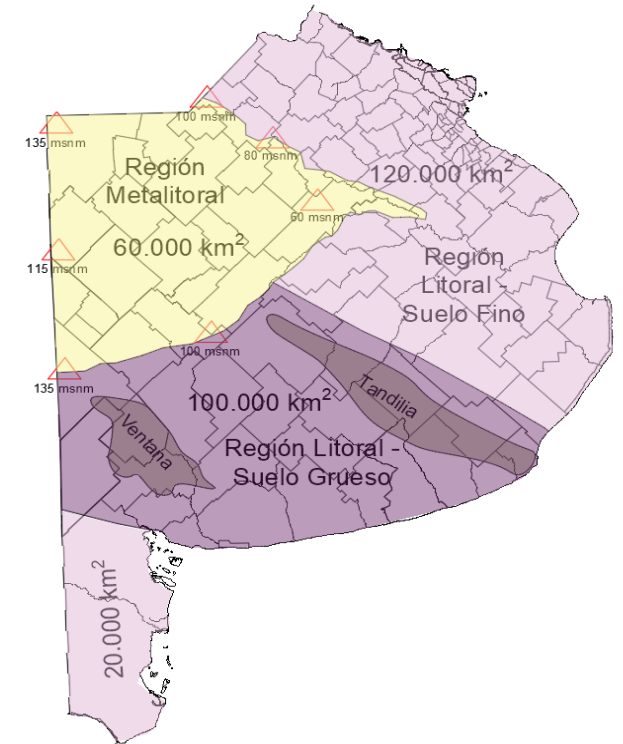 100 msnm
135 msnm
80 msnm
Región
Metalitoral
120.000 km²
60 msnm
60.000 km²
Región
Litoral -
Suelo Fino
115 msnm
100 msnm
135 msnm
Tandilia
100.000 km²
Ventana
Región Litoral -
Suelo Grueso
20.000 km²